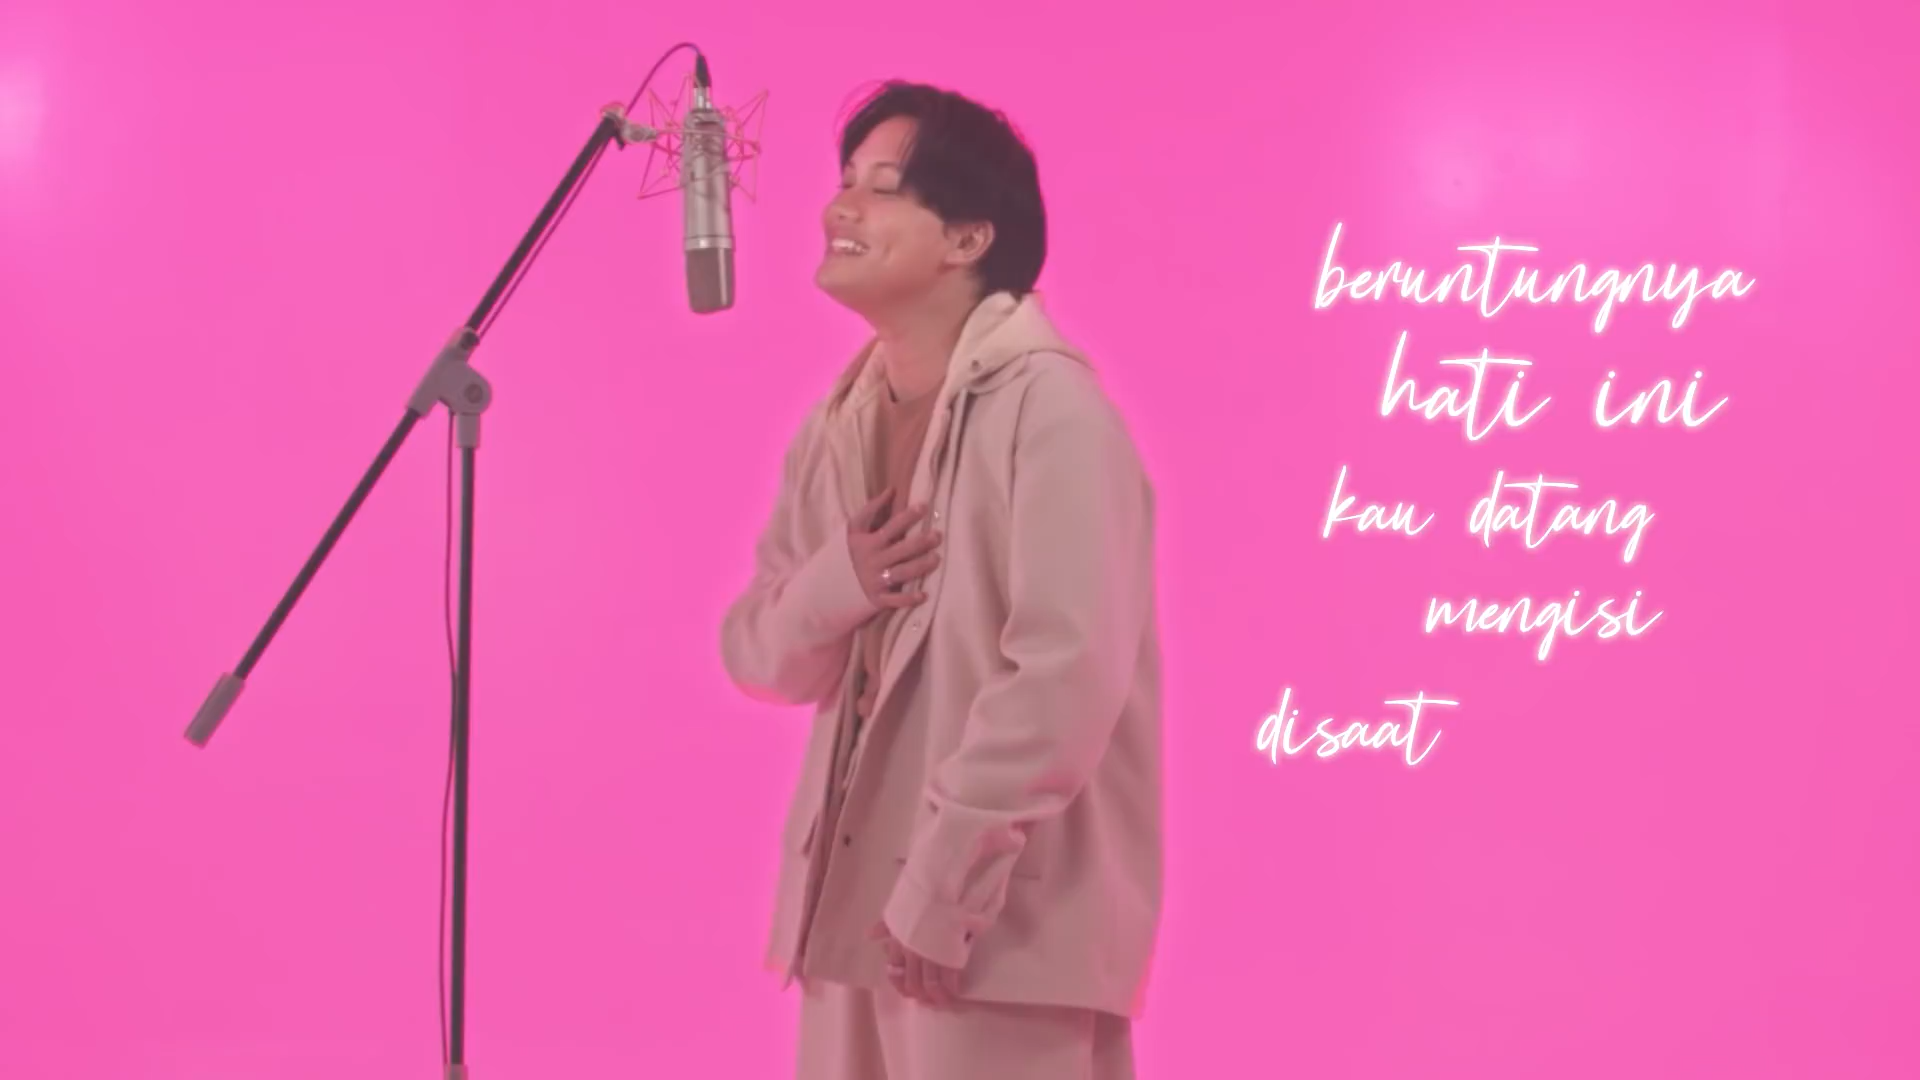 beruntungnya
hati ini
kau datang
mengisi
disaat